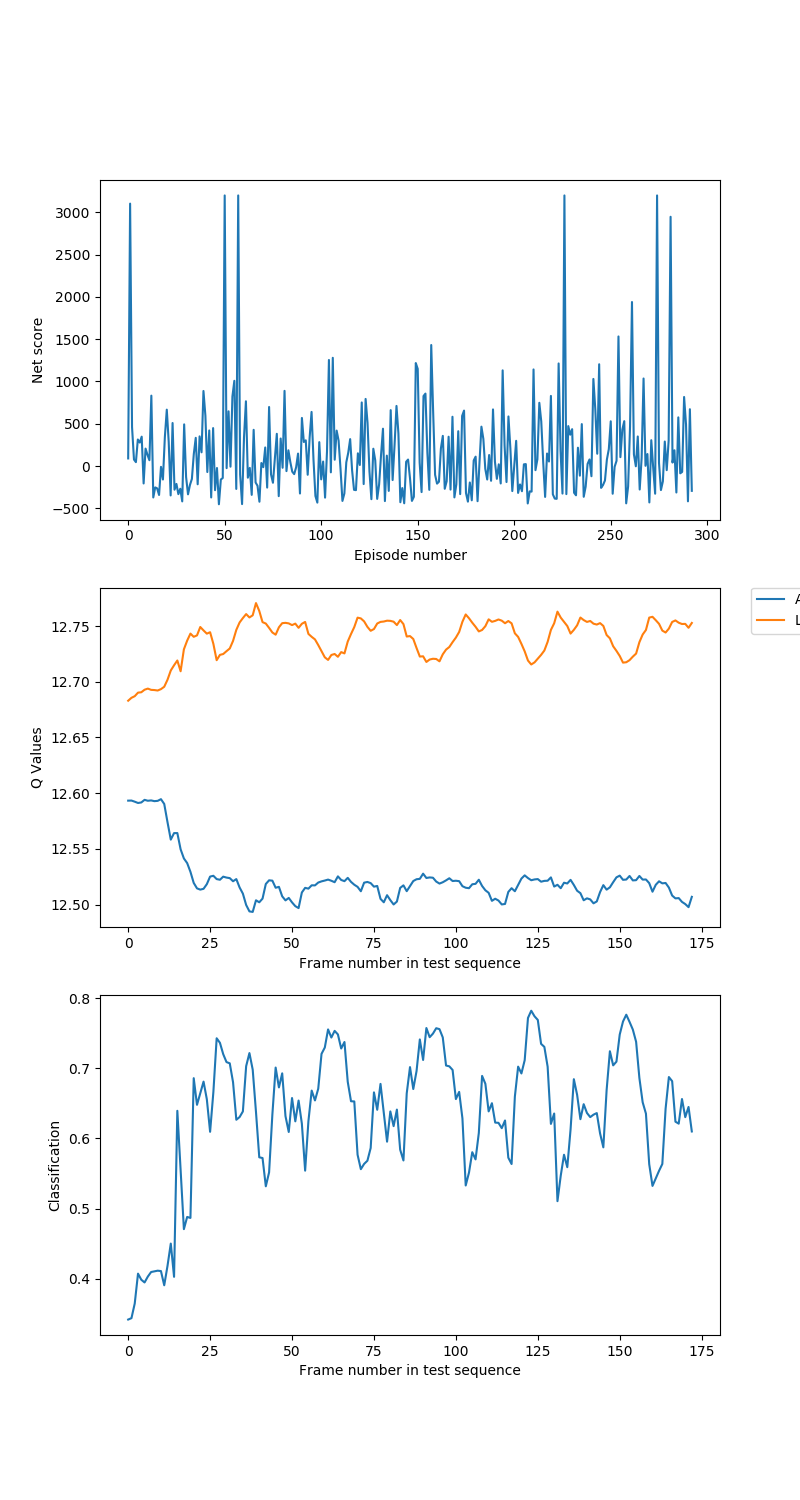 3000
2500
2000
1500
1000
500
0
−500
Net score
0 50 100 150 200 250 300
Episode number
12.75
12.70
12.65
12.60
12.55
12.50
Q Values
0 25 50 75 100 125 150 175
Frame number in test sequence
0.8
0.7
0.6
0.5
0.4
Classification
0 25 50 75 100 125 150 175
Frame number in test sequence